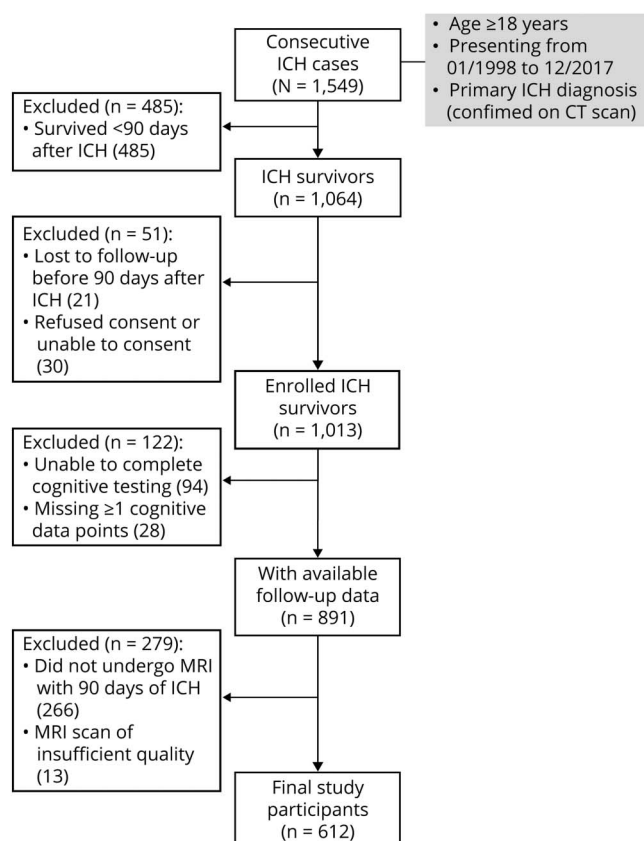 Consecutive
ICH cases
(N = 1,549)
• Age ≥18 years
• Presenting from
01/1998 to 12/2017
• Primary ICH diagnosis
(confimed on CT scan)
Excluded (n = 485):
• Survived <90 days
after ICH (485)
ICH survivors
(n = 1,064)
Excluded (n = 51):
• Lost to follow-up
before 90 days after
ICH (21)
• Refused consent or
unable to consent
(30)
Enrolled ICH
survivors
(n = 1,013)
Excluded (n = 122):
• Unable to complete
cognitive testing (94)
• Missing ≥1 cognitive
data points (28)
With available
follow-up data
(n = 891)
Excluded (n = 279):
• Did not undergo MRI
with 90 days of ICH
(266)
• MRI scan of
insufficient quality
(13)
Final study
participants
(n = 612)